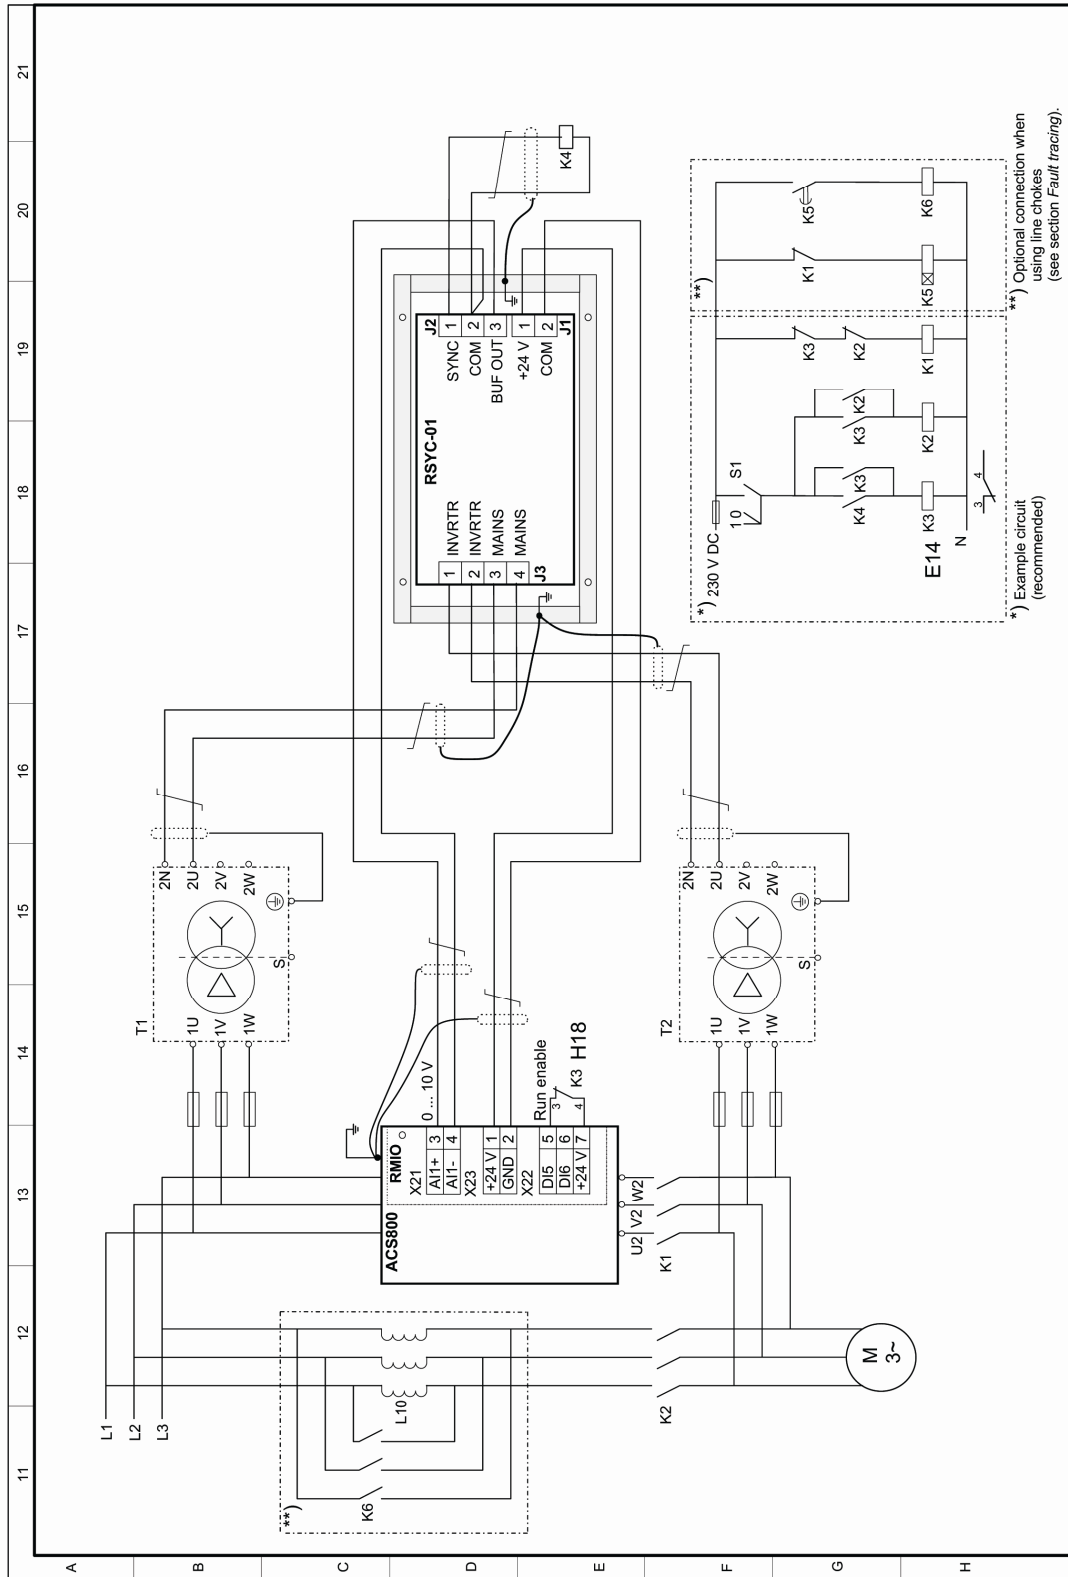 A
B
C
D
E
F
G
H
11
12
13
14
15
16
17
18
19
20
21
L1
L2
L3
**)
K6
L10
K2
M
3~
ACS800
RMIO
X21
AI1+ 3
AI1- 4
X23
+24 V 1
GND 2
X22
DI5 5
DI6 6
+24 V 7
0 ... 10 V
Run enable
3
4
K3
H18
U2
V2
W2
K1
T1
1U
1V
1W
2N
2U
2V
2W
S
T2
1U
1V
1W
2N
2U
2V
2W
S
RSYC-01
1 INVRTR
2 INVRTR
3 MAINS
4 MAINS
J3
J2
SYNC 1
COM 2
BUF OUT 3
+24 V 1
COM 2
J1
K4
*) 230 V DC
1 0
S1
K4
K3
K3
K2
K3
K2
K3
K2
K1
E14
N
3
4
**)
K1
K5
K5
K6
*) Example circuit
(recommended)
**) Optional connection when
using line chokes
(see section Fault tracing).